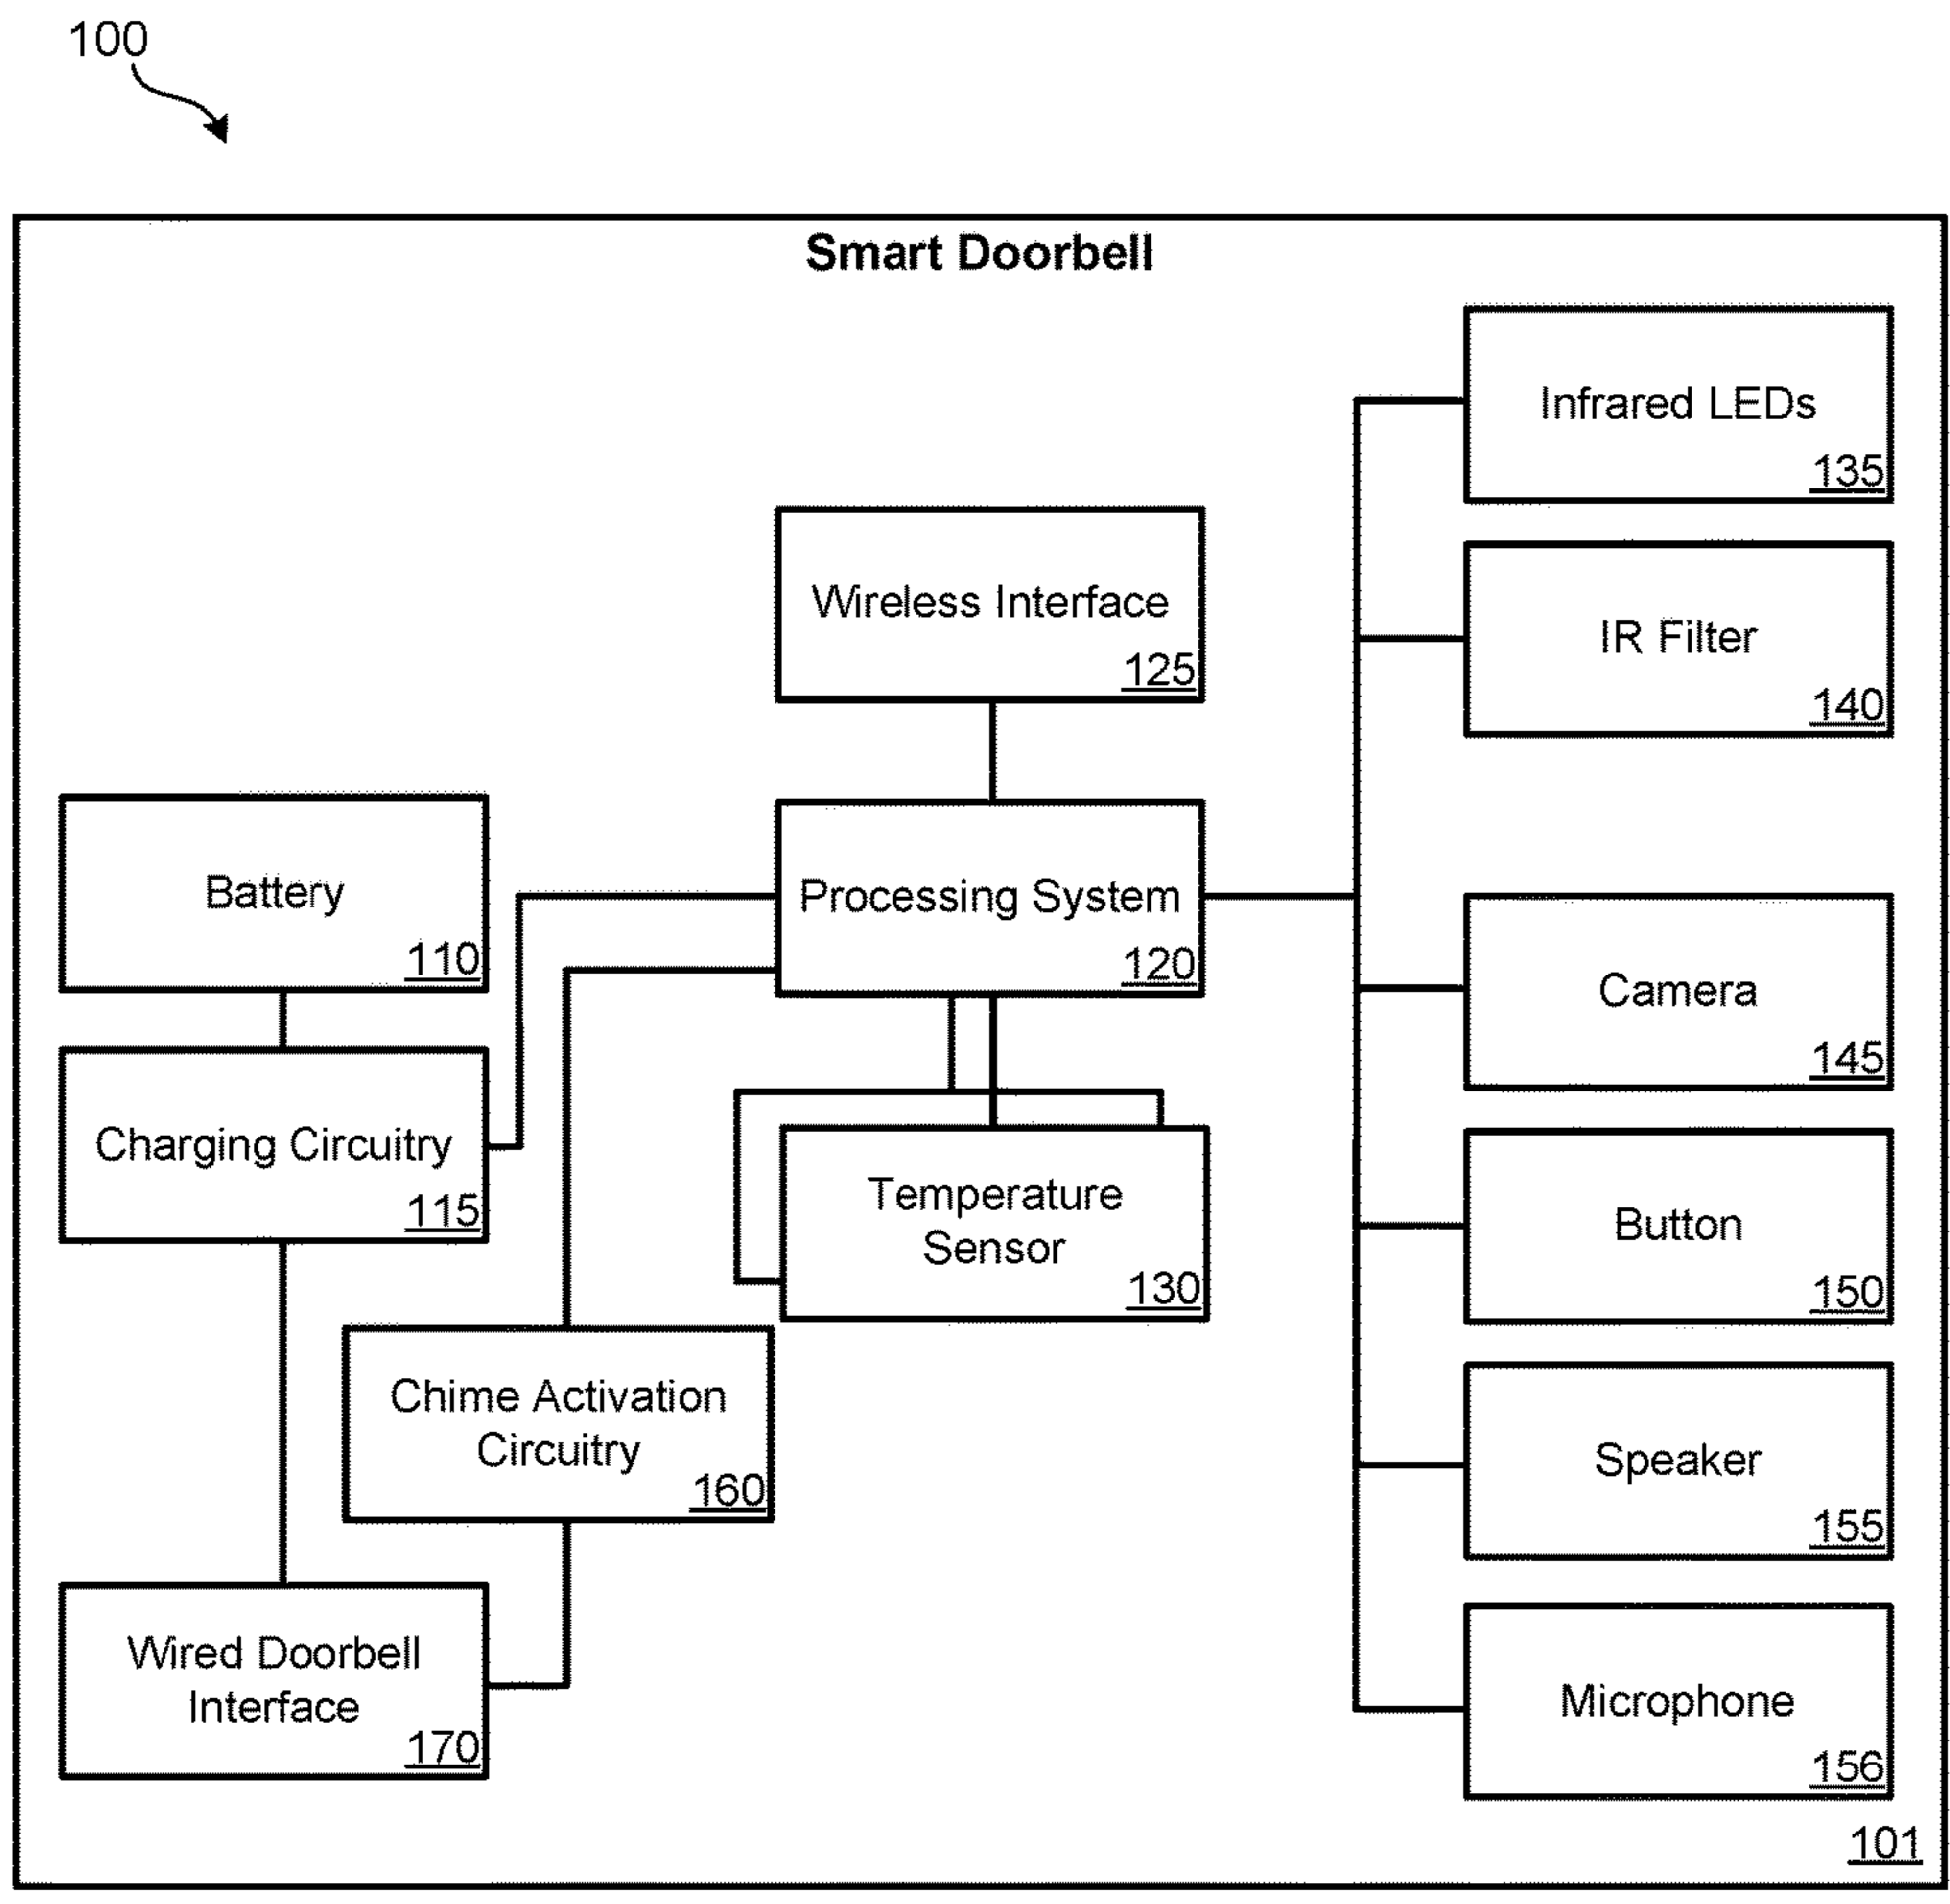 100
Smart Doorbell
Infrared LEDs
135
IR Filter
140
Wireless Interface
125
Battery
110
Processing System
120
Camera
145
Charging Circuitry
115
Temperature
Sensor
130
Button
150
Chime Activation
Circuitry
160
Speaker
155
Wired Doorbell
Interface
170
Microphone
156
101